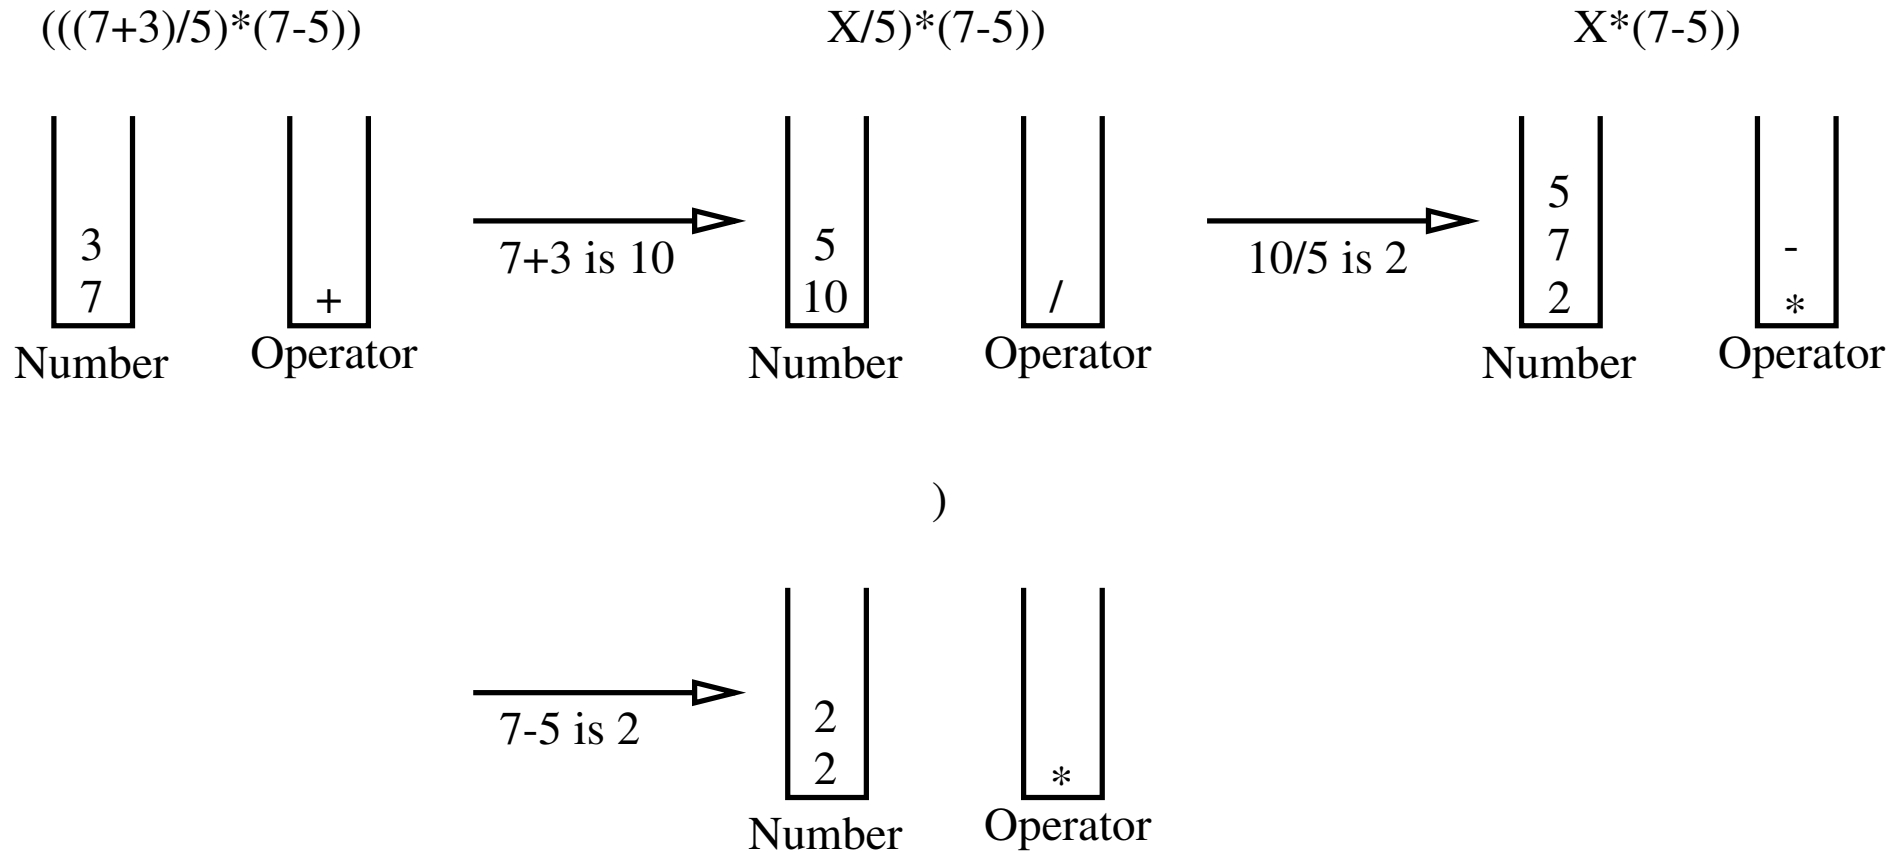 (((7+3)/5)*(7-5))
X/5)*(7-5))
X*(7-5))
3
7
+
Number
Operator
7+3 is 10
5
10
/
Number
Operator
10/5 is 2
5
7
2
-
*
Number
Operator
)
7-5 is 2
2
2
*
Number
Operator